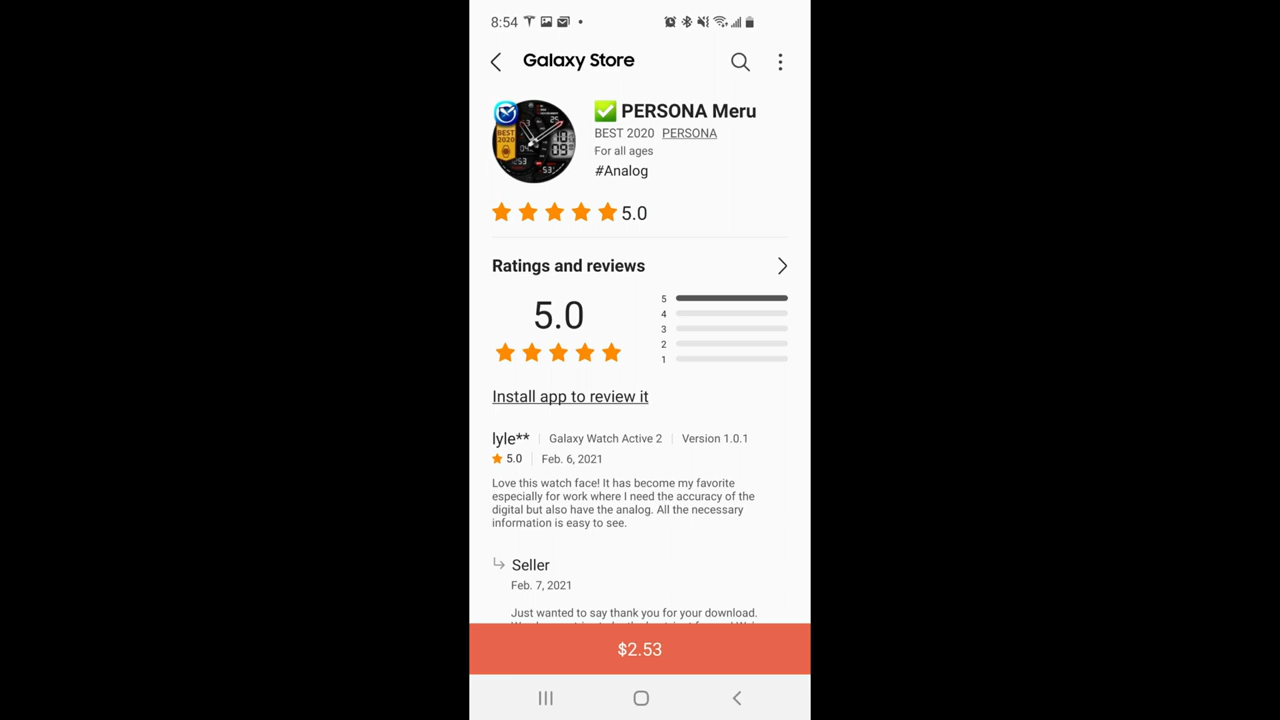 8:54
Galaxy Store
✅ PERSONA Meru
BEST 2020 PERSONA
For all ages
#Analog
BEST
2020
5.0
Ratings and reviews
5.0
5
4
3
2
1
Install app to review it
lyle** | Galaxy Watch Active 2 | Version 1.0.1
5.0 | Feb. 6, 2021
Love this watch face! It has become my favorite
especially for work where I need the accuracy of the
digital but also have the analog. All the necessary
information is easy to see.
Seller
Feb. 7, 2021
Just wanted to say thank you for your download.
$2.53